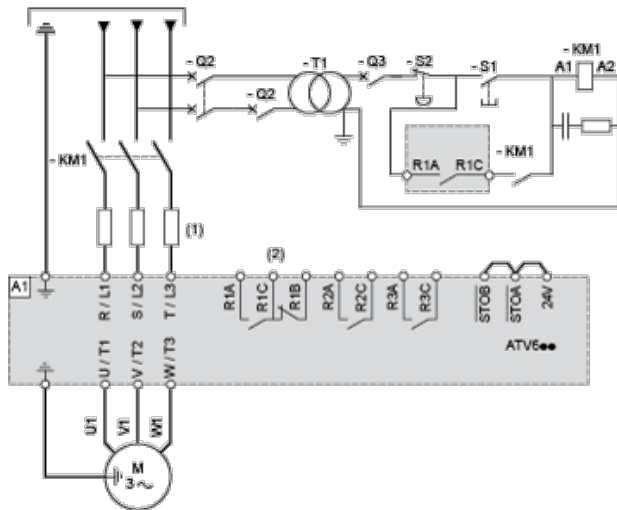 - Q2
- T1
- Q3
- S2
- S1
- KM1
A1 A2
- Q2
- KM1
R1A R1C
- KM1
(1)
(2)
A1
R / L1
S / L2
T / L3
R1A
R1C
R1B
R2A
R2C
R3A
R3C
STOB
STOA
24V
U / T1
V / T2
W / T3
ATV6●●
U1
V1
W1
M
3 ~